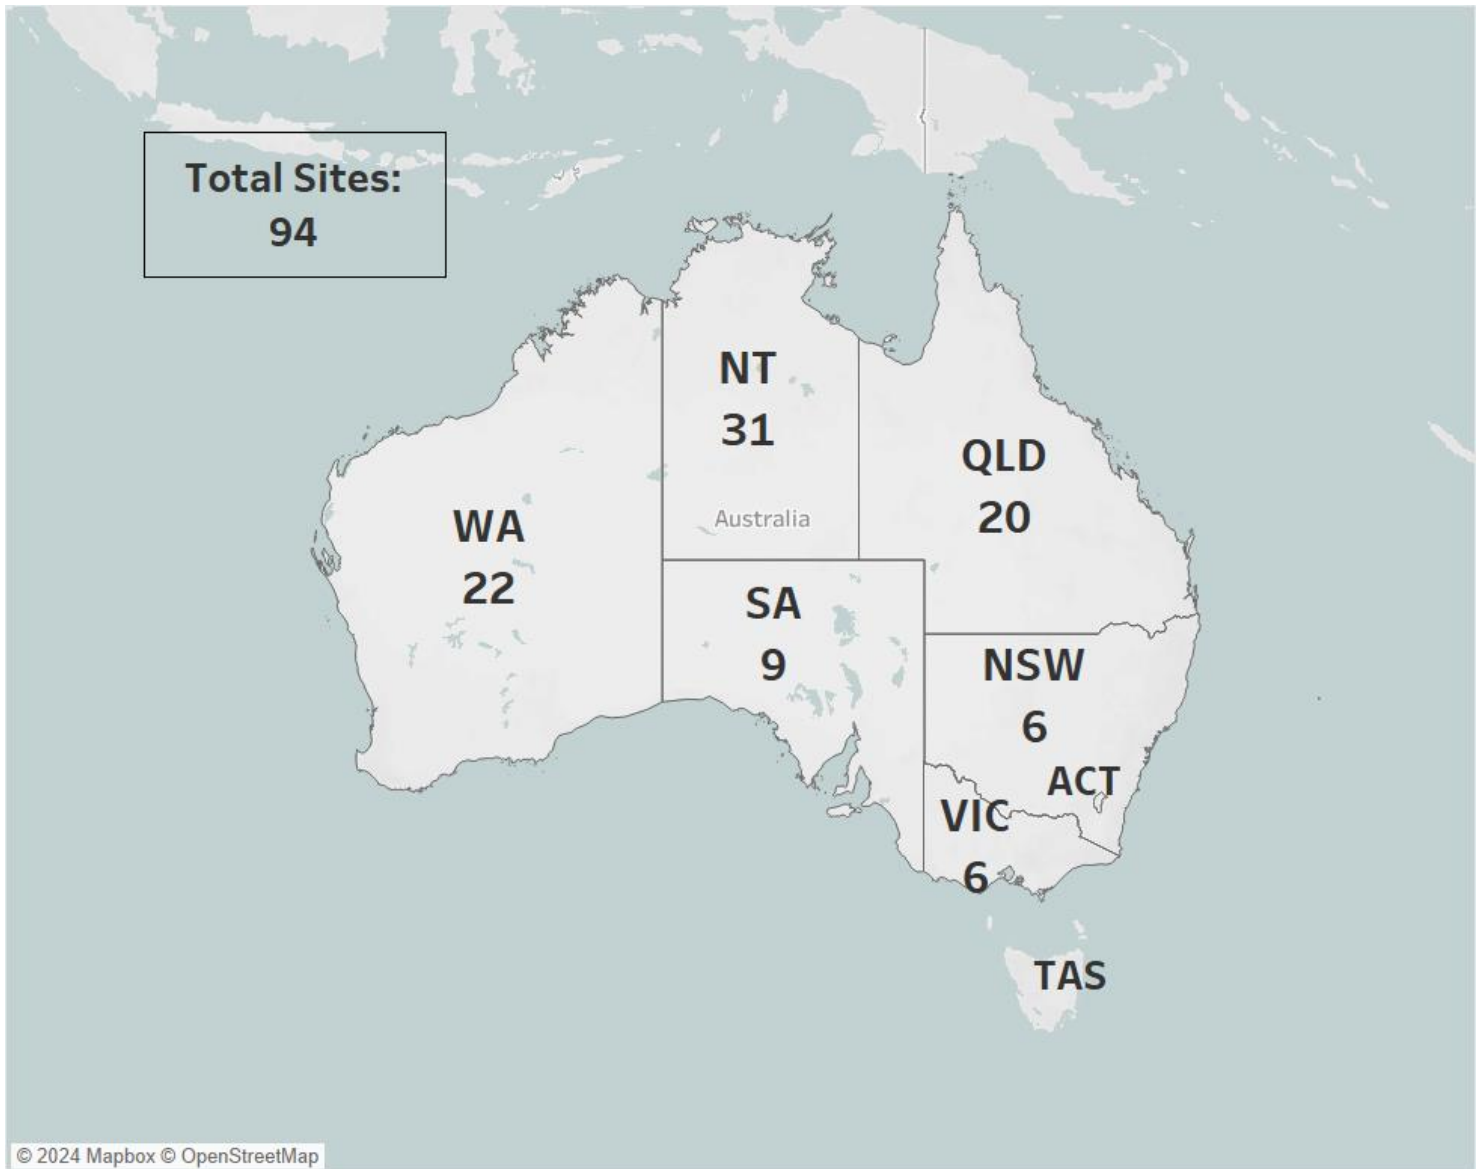 Total Sites:
94
NT
31
QLD
20
Australia
WA
22
SA
9
NSW
6
ACT
VIC
6
TAS
© 2024 Mapbox © OpenStreetMap